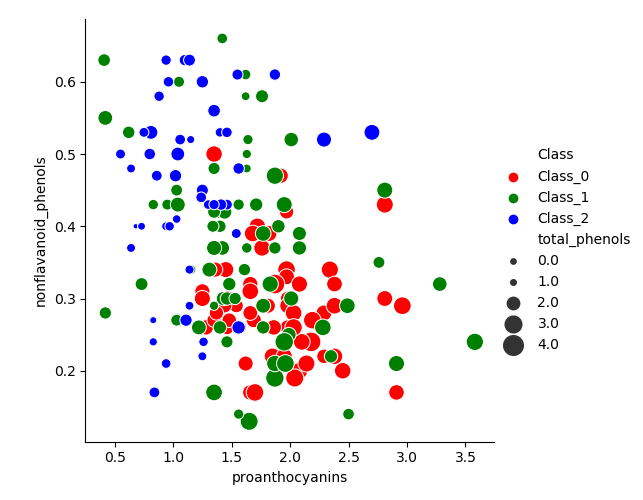 0.6
0.5
0.4
0.3
0.2
nonflavanoid_phenols
0.5
1.0
1.5
2.0
2.5
3.0
3.5
proanthocyanins
Class
Class_0
Class_1
Class_2
total_phenols
0.0
1.0
2.0
3.0
4.0